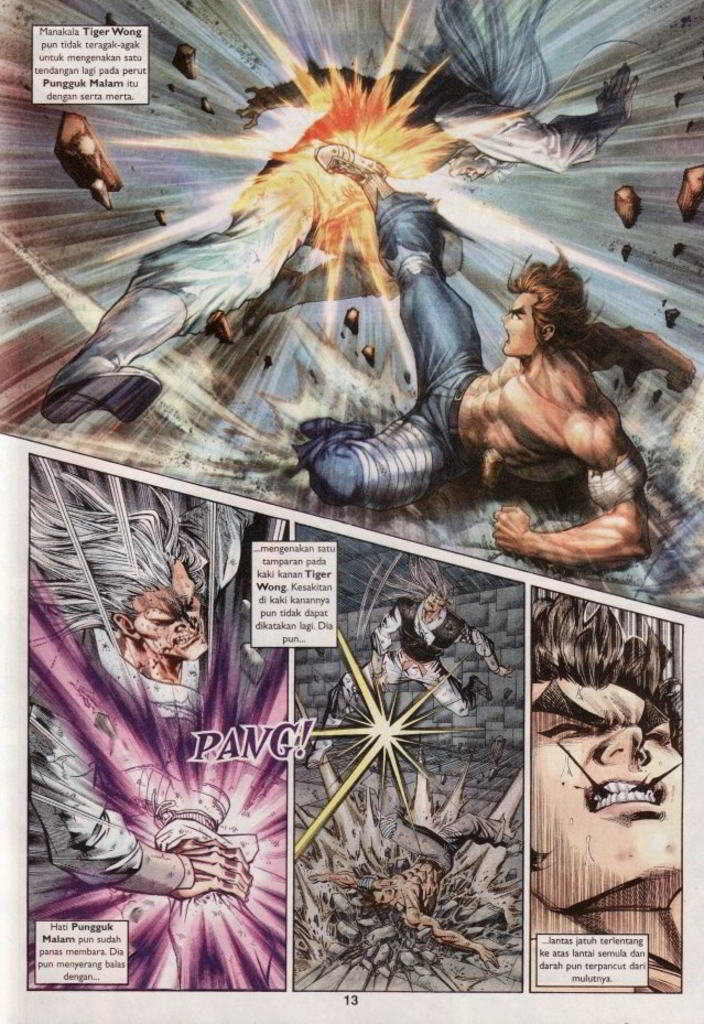 Manakala Tiger Wong
pun tidak teragak-agak
untuk mengenakan satu
tendangan lagi pada perut
Pungguk Malam itu
dengan serta merta.
...mengenakan satu
tamparan pada
kaki kanan Tiger
Wong. Kesakitan
di kaki kanannya
pun tidak dapat
dikatakan lagi. Dia
pun...
PANG!
Hati Pungguk
Malam pun sudah
panas membara. Dia
pun menyerang balas
dengan...
...lantas jatuh terlentang
ke atas lantai semula dan
darah pun terpancut dari
mulutnya.
13